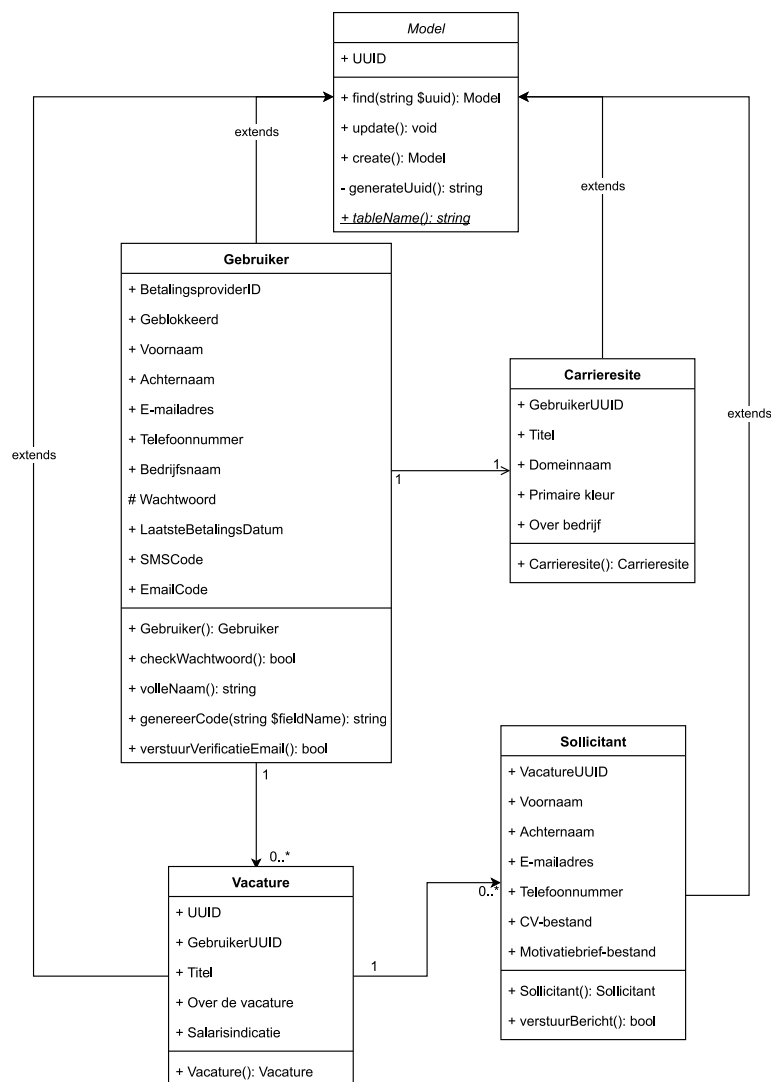 Model
+ UUID
+ find(string $uuid): Model
+ update(): void
+ create(): Model
- generateUuid(): string
+ tableName(): string
extends
extends
extends
extends
Gebruiker
+ BetalingsproviderID
+ Geblokkeerd
+ Voornaam
+ Achternaam
+ E-mailadres
+ Telefoonnummer
+ Bedrijfsnaam
# Wachtwoord
+ LaatsteBetalingsDatum
+ SMSCode
+ EmailCode
+ Gebruiker(): Gebruiker
+ checkWachtwoord(): bool
+ volleNaam(): string
+ genereerCode(string $fieldName): string
+ verstuurVerificatieEmail(): bool
1
1
Carrieresite
+ GebruikerUUID
+ Titel
+ Domeinnaam
+ Primaire kleur
+ Over bedrijf
+ Carrieresite(): Carrieresite
1
0..*
Vacature
+ UUID
+ GebruikerUUID
+ Titel
+ Over de vacature
+ Salarisindicatie
+ Vacature(): Vacature
1
0..*
Sollicitant
+ VacatureUUID
+ Voornaam
+ Achternaam
+ E-mailadres
+ Telefoonnummer
+ CV-bestand
+ Motivatiebrief-bestand
+ Sollicitant(): Sollicitant
+ verstuurBericht(): bool